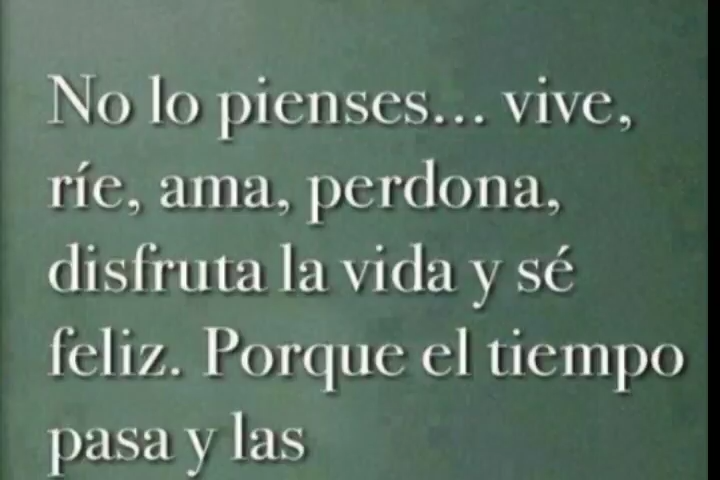 No lo pienses... vive,
ríe, ama, perdona,
disfruta la vida y sé
feliz. Porque el tiempo
pasa y las